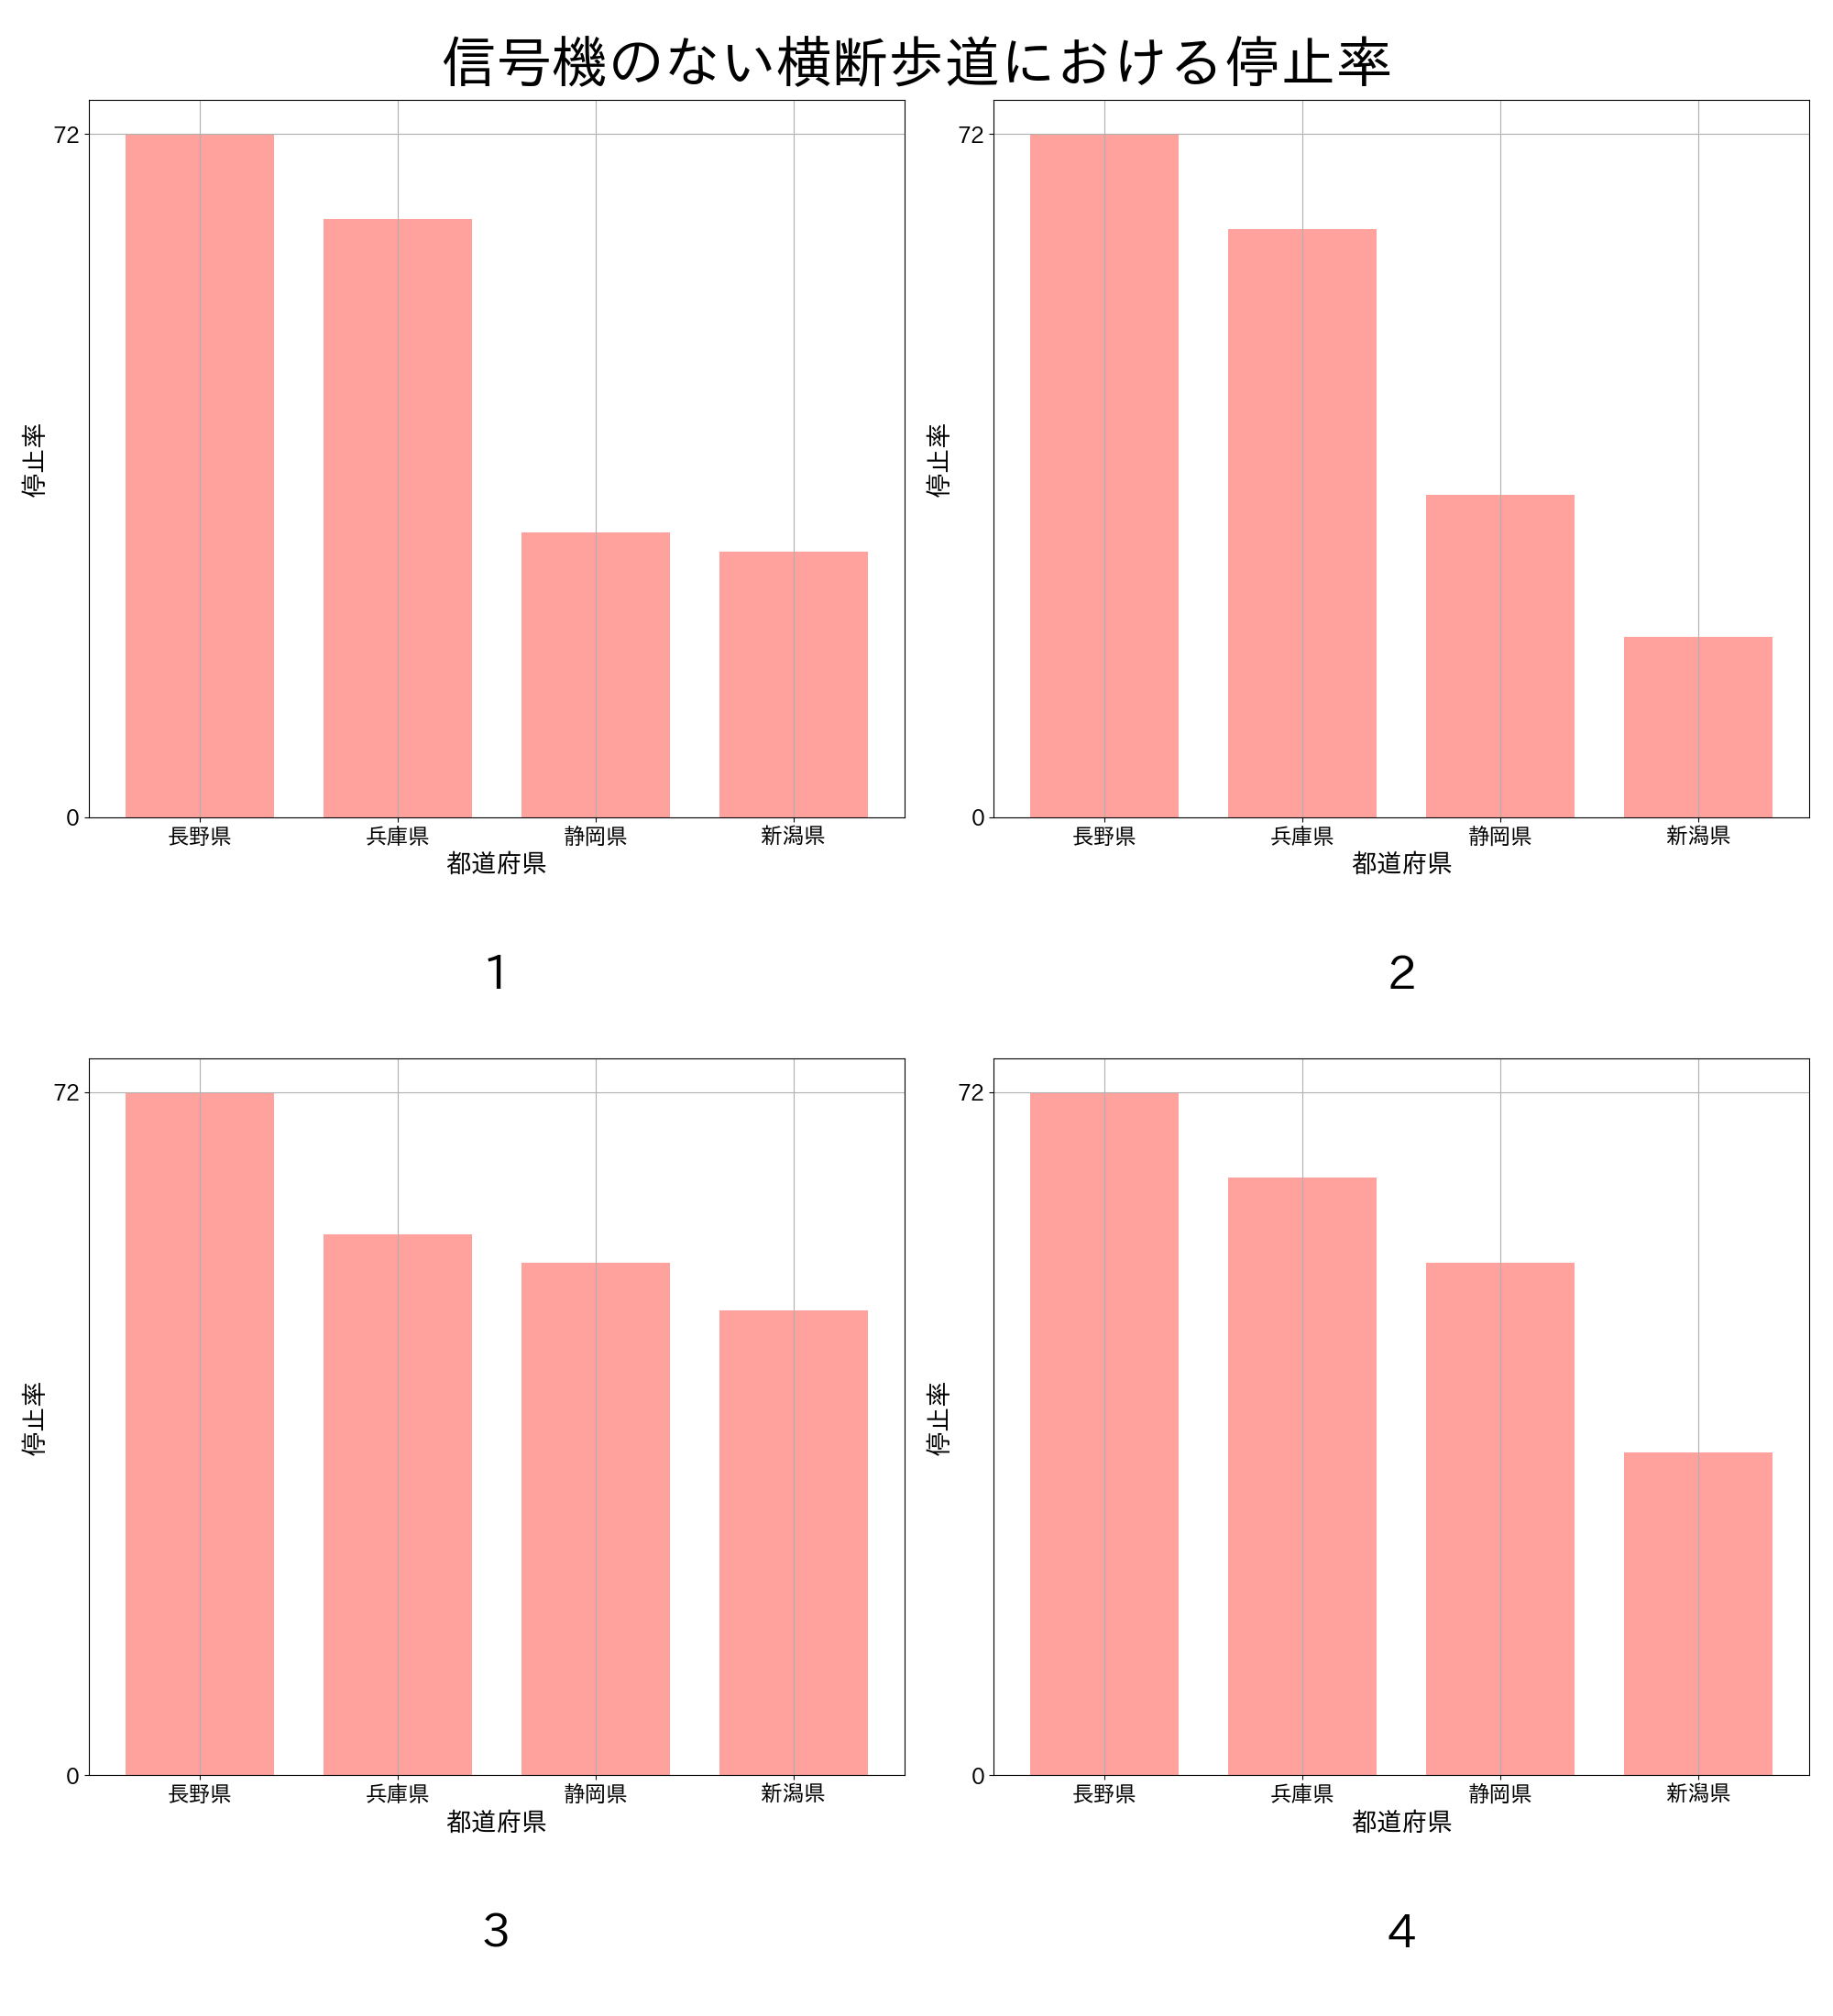 信号機のない横断歩道における停止率
72
0
停止率
長野県 兵庫県 静岡県 新潟県
都道府県
1
72
0
停止率
長野県 兵庫県 静岡県 新潟県
都道府県
2
72
0
停止率
長野県 兵庫県 静岡県 新潟県
都道府県
3
72
0
停止率
長野県 兵庫県 静岡県 新潟県
都道府県
4